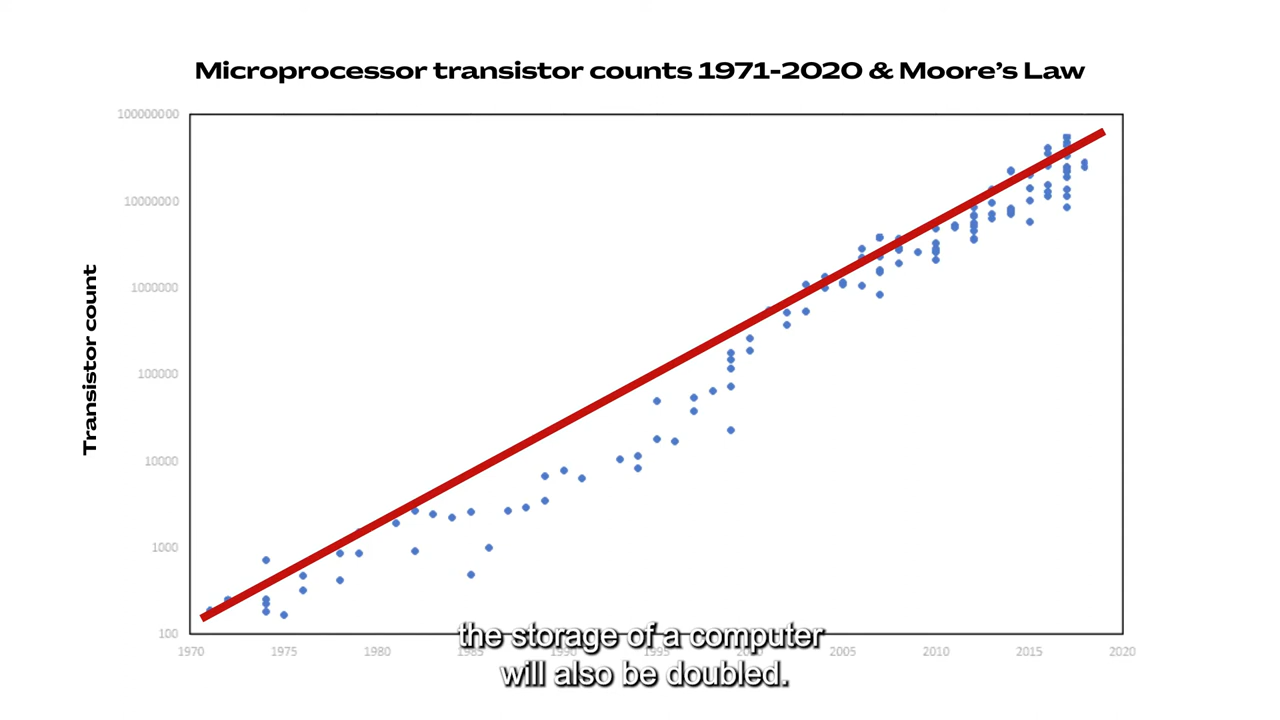 Microprocessor transistor counts 1971-2020 & Moore's Law
100000000
10000000
1000000
100000
10000
1000
100
Transistor count
1970 1975 1980 1985 1990 1995 2000 2005 2010 2015 2020
the storage of a computer
will also be doubled.